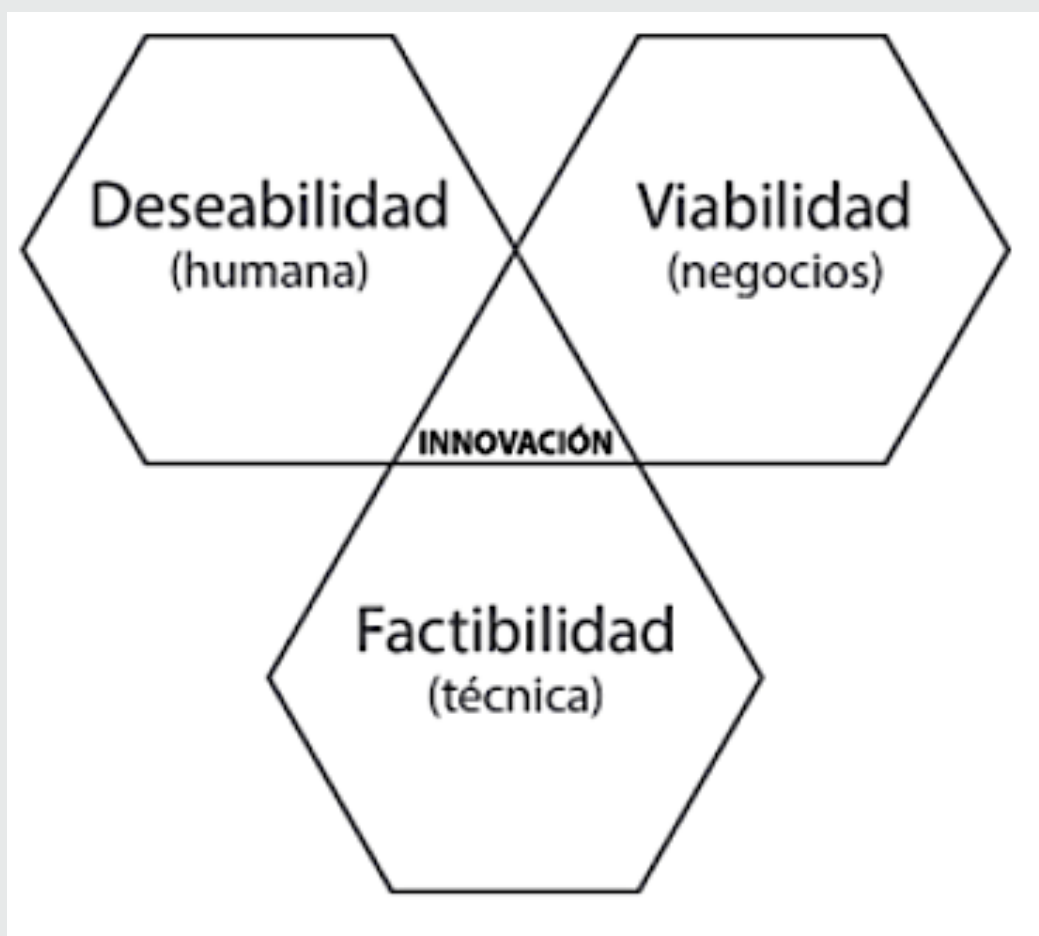 Deseabilidad
(humana)
Viabilidad
(negocios)
INNOVACIÓN
Factibilidad
(técnica)